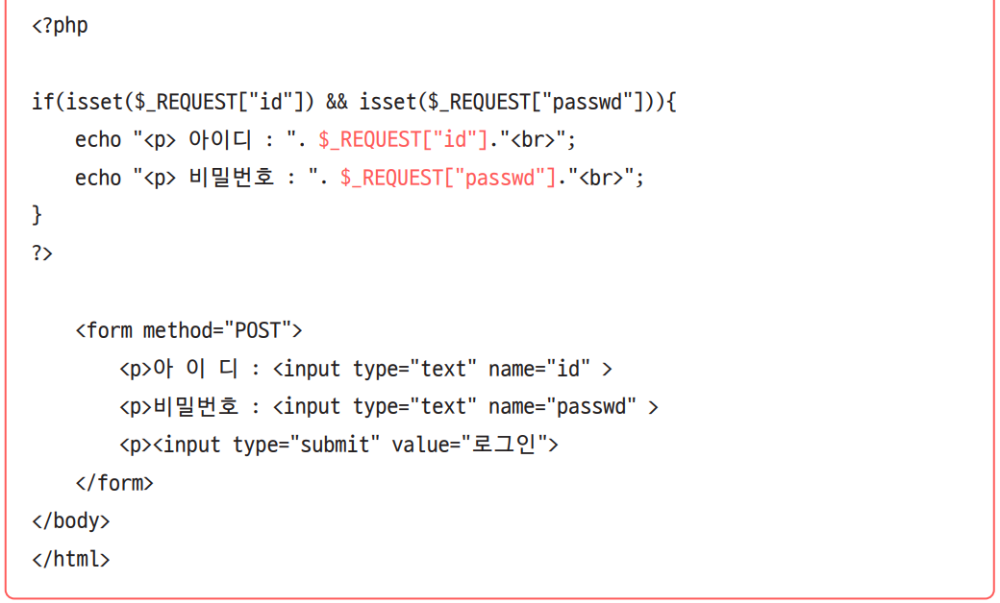 <?php
if(isset($_REQUEST["id"]) && isset($_REQUEST["passwd"])){
echo "<p> 아이디 : ". $_REQUEST["id"]."<br>";
echo "<p> 비밀번호 : ". $_REQUEST["passwd"]."<br>";
}
?>
<form method="POST">
<p>아 이 디 : <input type="text" name="id" >
<p>비밀번호 : <input type="text" name="passwd" >
<p><input type="submit" value="로그인">
</form>
</body>
</html>